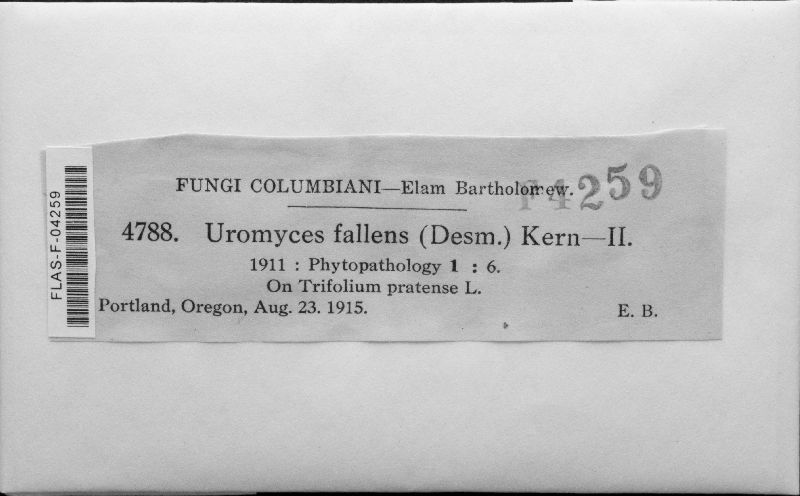 FUNGI COLUMBIANI—Elam Bartholomew.
F4259
4788. Uromyces fallens (Desm.) Kern—II.
1911 : Phytopathology 1 : 6.
On Trifolium pratense L.
Portland, Oregon, Aug. 23. 1915. E. B.
FLAS-F-04259